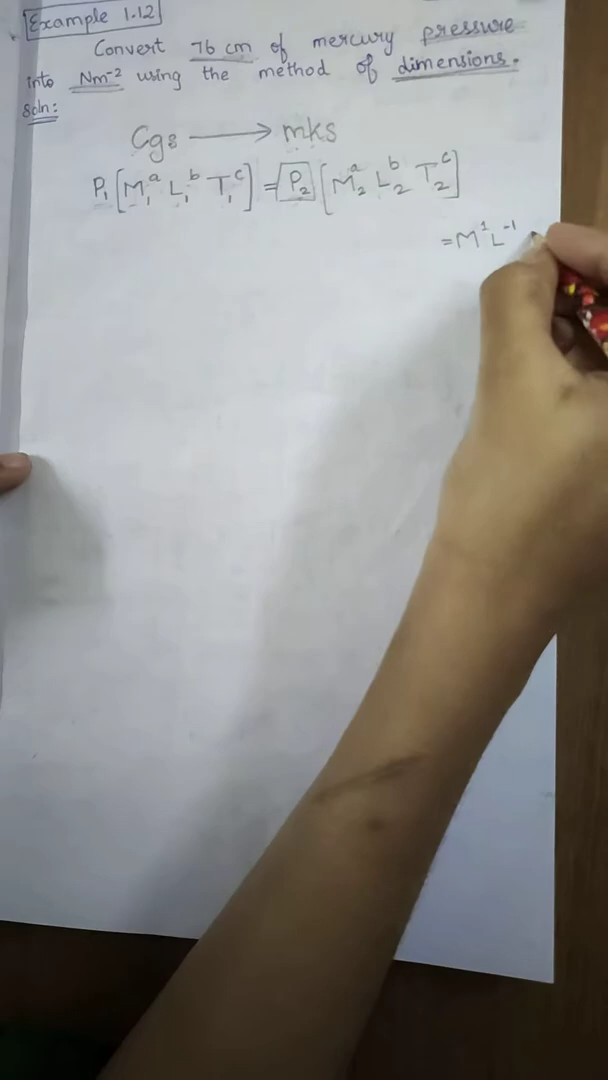 Example 1.12
Convert 76 cm of mercury pressure
into Nm⁻² using the method of dimensions.
Soln:
Cgs → mks
P₁[M₁ᵃ L₁ᵇ T₁ᶜ] = P₂[M₂ᵃ L₂ᵇ T₂ᶜ]
= M¹L⁻¹